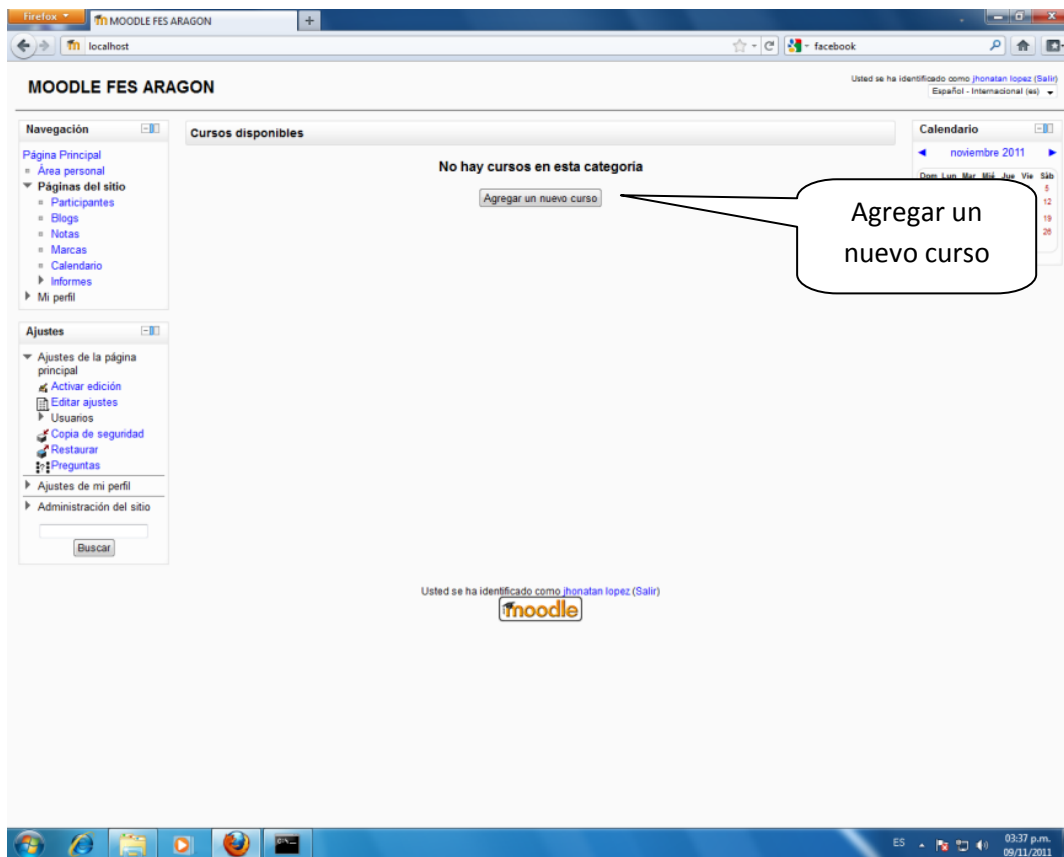 Firefox
MOODLE FES ARAGON
localhost
facebook
MOODLE FES ARAGON
Usted se ha identificado como jhonatan lopez (Salir)
Español - Internacional (es)
Navegación
Página Principal
Área personal
Páginas del sitio
Participantes
Blogs
Notas
Marcas
Calendario
Informes
Mi perfil
Ajustes
Ajustes de la página
principal
Activar edición
Editar ajustes
Usuarios
Copia de seguridad
Restaurar
Preguntas
Ajustes de mi perfil
Administración del sitio
Buscar
Cursos disponibles
No hay cursos en esta categoría
Agregar un nuevo curso
Agregar un
nuevo curso
Calendario
noviembre 2011
Dom Lun Mar Mié Jue Vie Sáb
5
12
19
26
Usted se ha identificado como jhonatan lopez (Salir)
moodle
ES
03:37 p.m.
09/11/2011